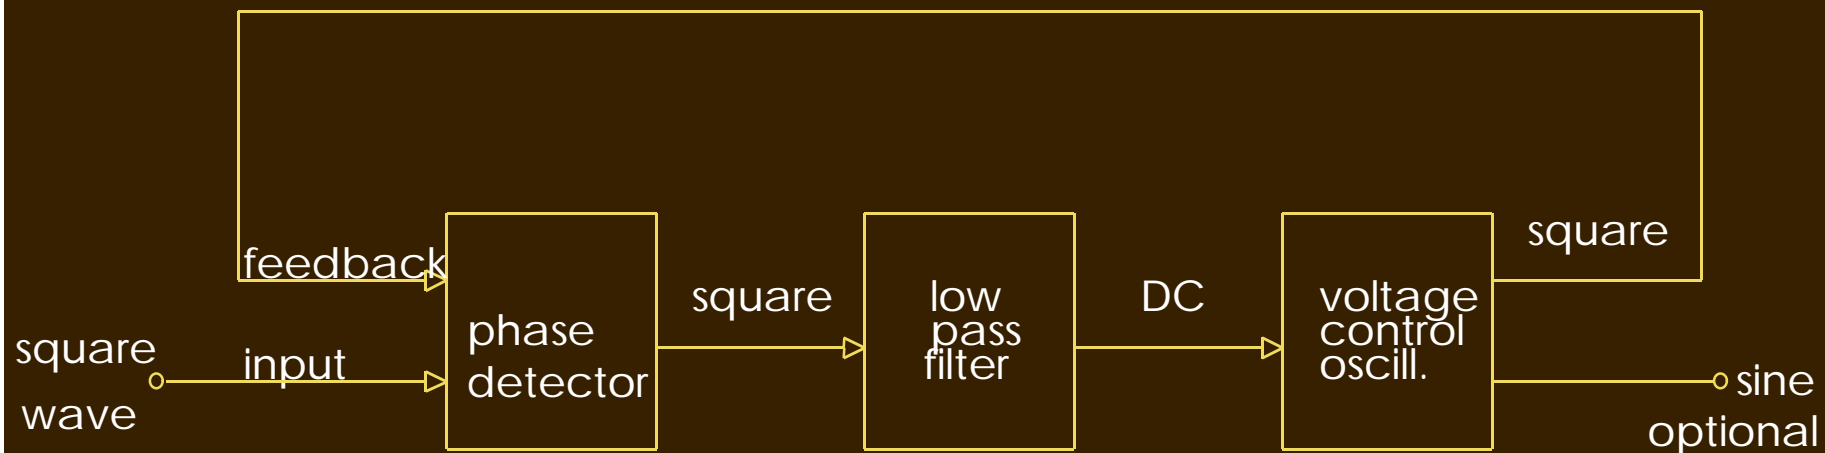 feedback
square
wave
input
phase
detector
square
low
pass
filter
DC
voltage
control
oscill.
square
sine
optional